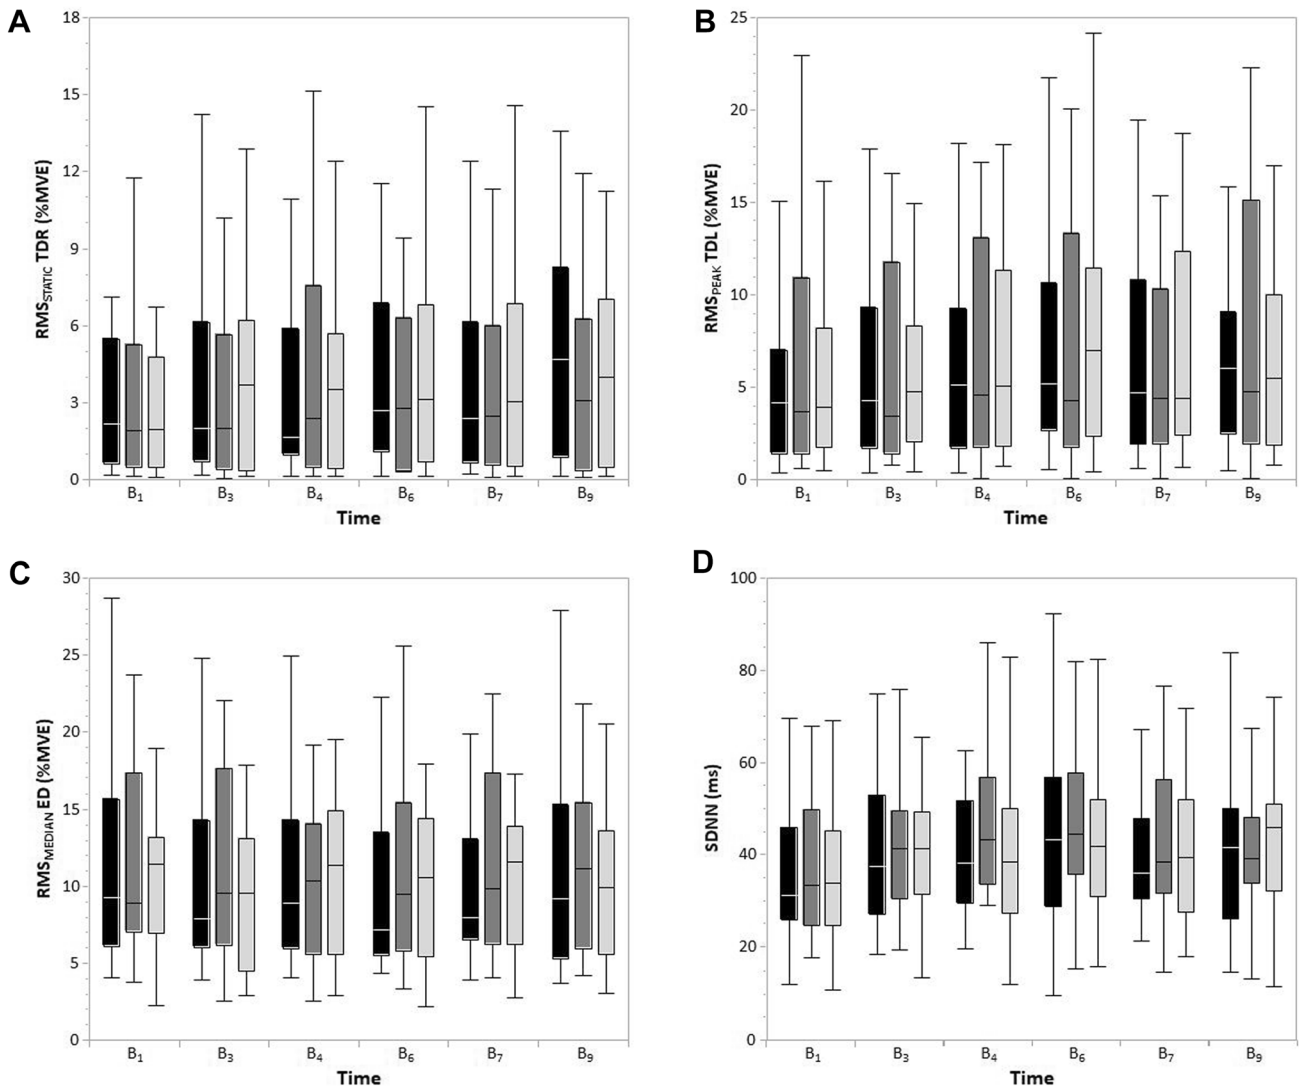 A
RMSSTATIC TDR (%MVE)
18
15
12
9
6
3
0
B1 B3 B4 B6 B7 B9
Time
B
RMSPEAK TDL (%MVE)
25
20
15
10
5
0
B1 B3 B4 B6 B7 B9
Time
C
RMSMEDIAN ED (%MVE)
30
25
20
15
10
5
0
B1 B3 B4 B6 B7 B9
Time
D
SDNN (ms)
100
80
60
40
20
0
B1 B3 B4 B6 B7 B9
Time